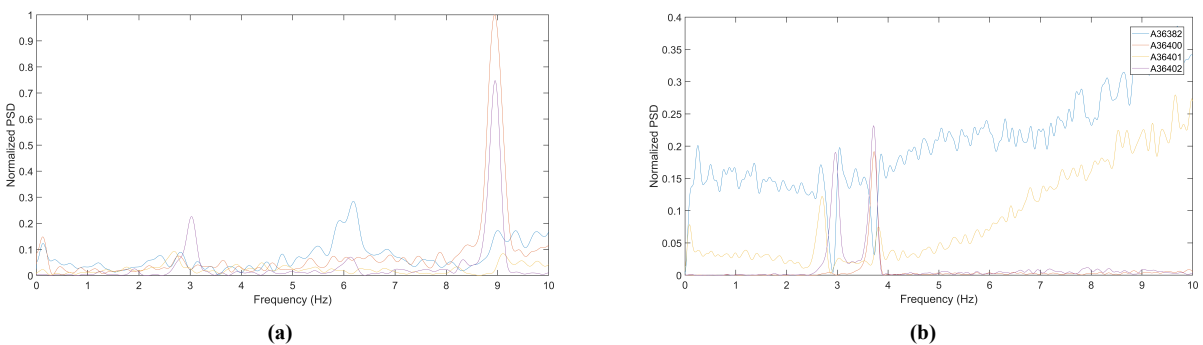 1
0.9
0.8
0.7
0.6
0.5
0.4
0.3
0.2
0.1
0
0 1 2 3 4 5 6 7 8 9 10
Normalized PSD
Frequency (Hz)
(a)
0.4
0.35
0.3
0.25
0.2
0.15
0.1
0.05
0
0 1 2 3 4 5 6 7 8 9 10
Normalized PSD
Frequency (Hz)
A36382
A36400
A36401
A36402
(b)